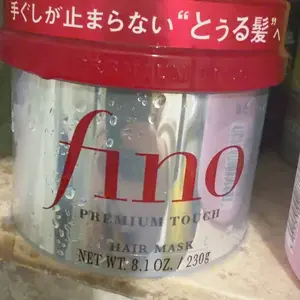 手ぐしが止まらない“とぅる髪”へ
fino
PREMIUM TOUCH
HAIR MASK
NET WT. 8.1 OZ. / 230g